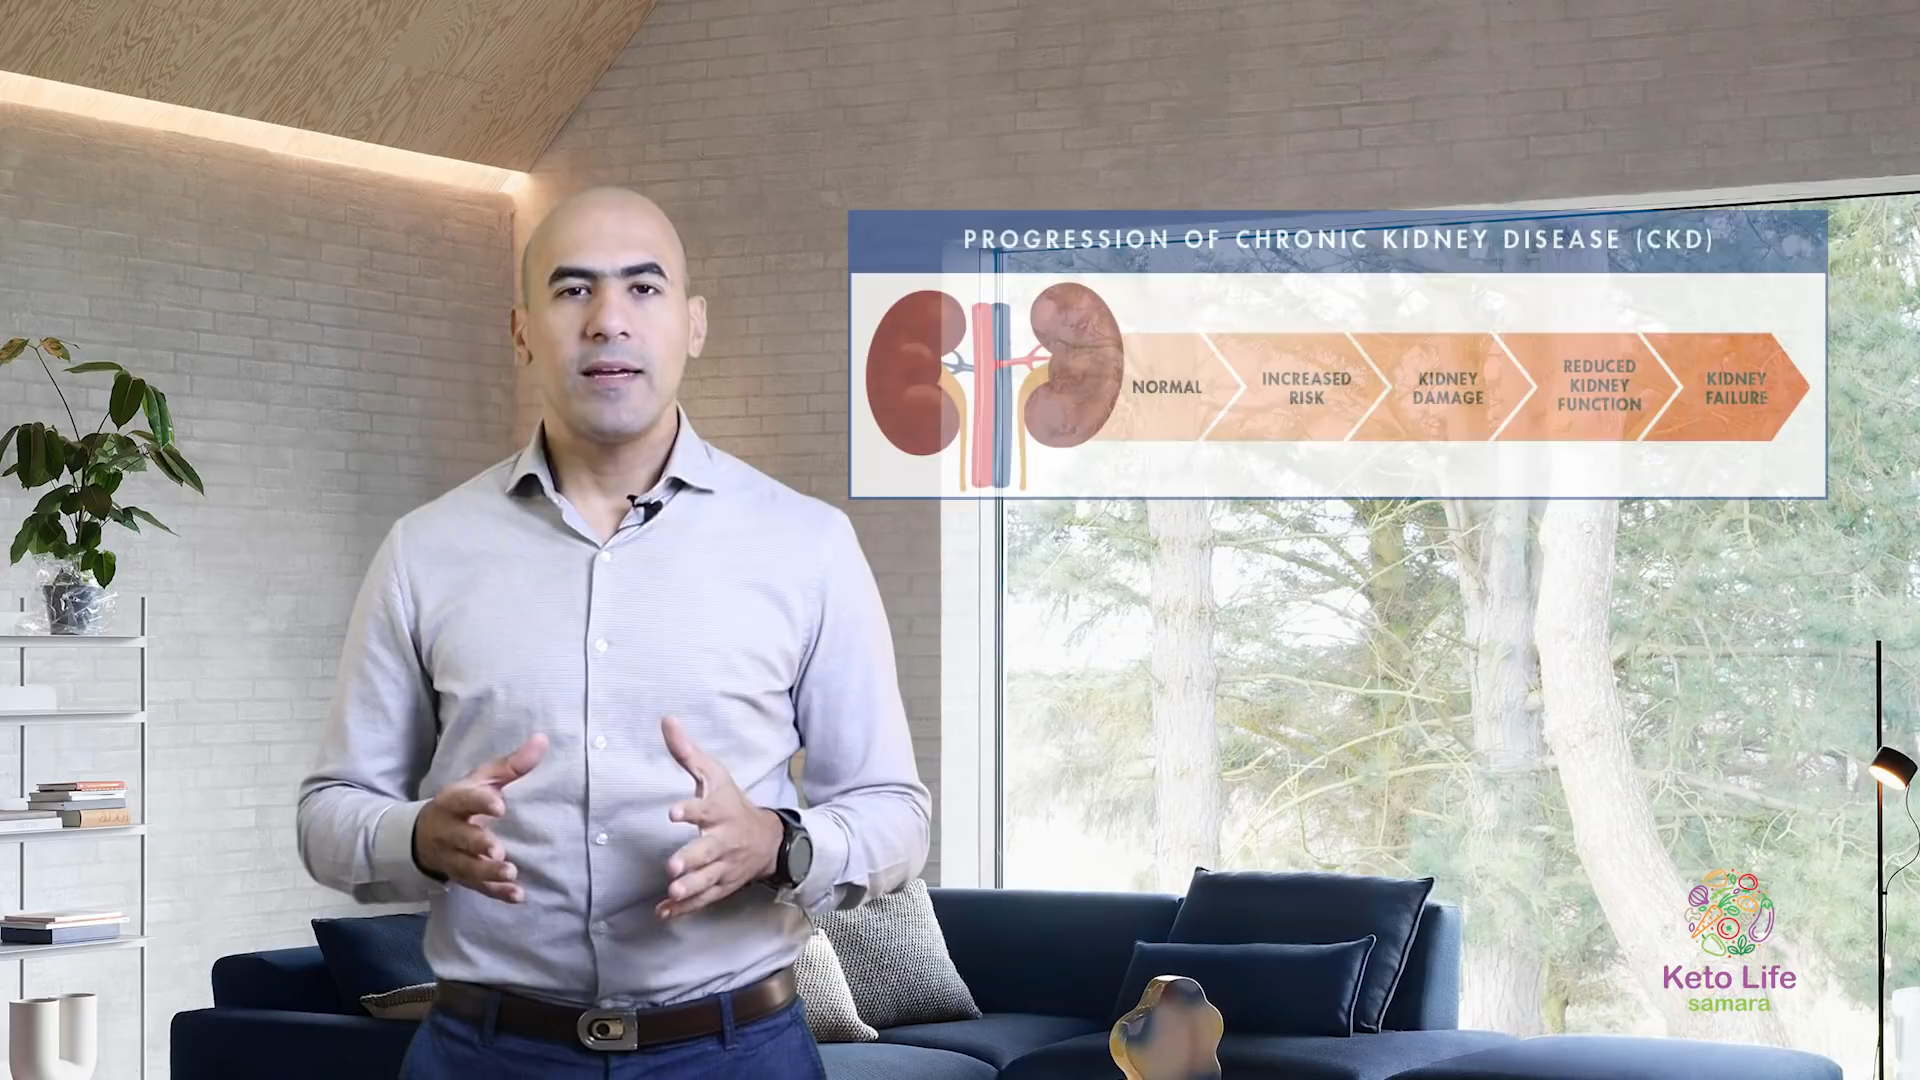 PROGRESSION OF CHRONIC KIDNEY DISEASE (CKD)
NORMAL
INCREASED
RISK
KIDNEY
DAMAGE
REDUCED
KIDNEY
FUNCTION
KIDNEY
FAILURE
Keto Life
samara